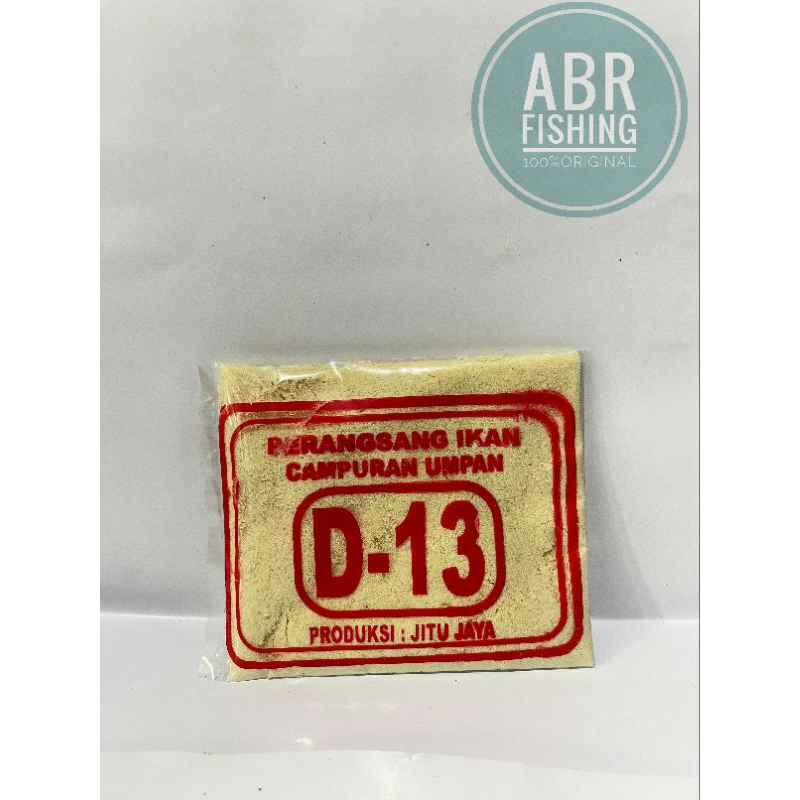 ABR
FISHING
100%ORIGINAL
PERANGSANG IKAN
CAMPURAN UMPAN
D-13
PRODUKSI : JITU JAYA